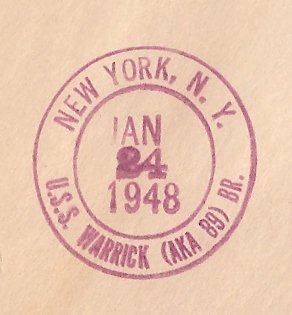 NEW YORK, N. Y.
JAN
24
1948
U.S.S. WARRICK (AKA 89) BR.